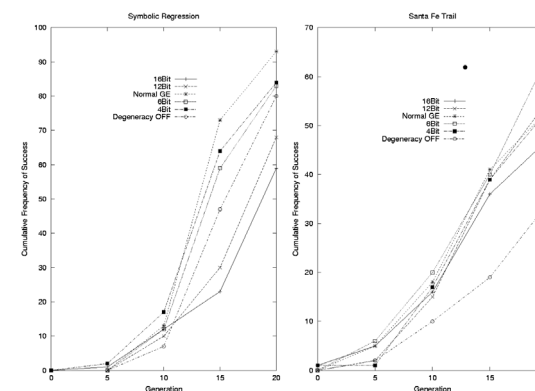 Symbolic Regression
100
90
80
70
60
50
40
30
20
10
0
0 5 10 15 20
Generation
Cumulative Frequency of Success
16Bit
12Bit
Normal GE
6Bit
4Bit
Degeneracy OFF
Santa Fe Trail
70
60
50
40
30
20
10
0
0 5 10 15
Generation
Cumulative Frequency of Success
16Bit
12Bit
Normal GE
6Bit
4Bit
Degeneracy OFF